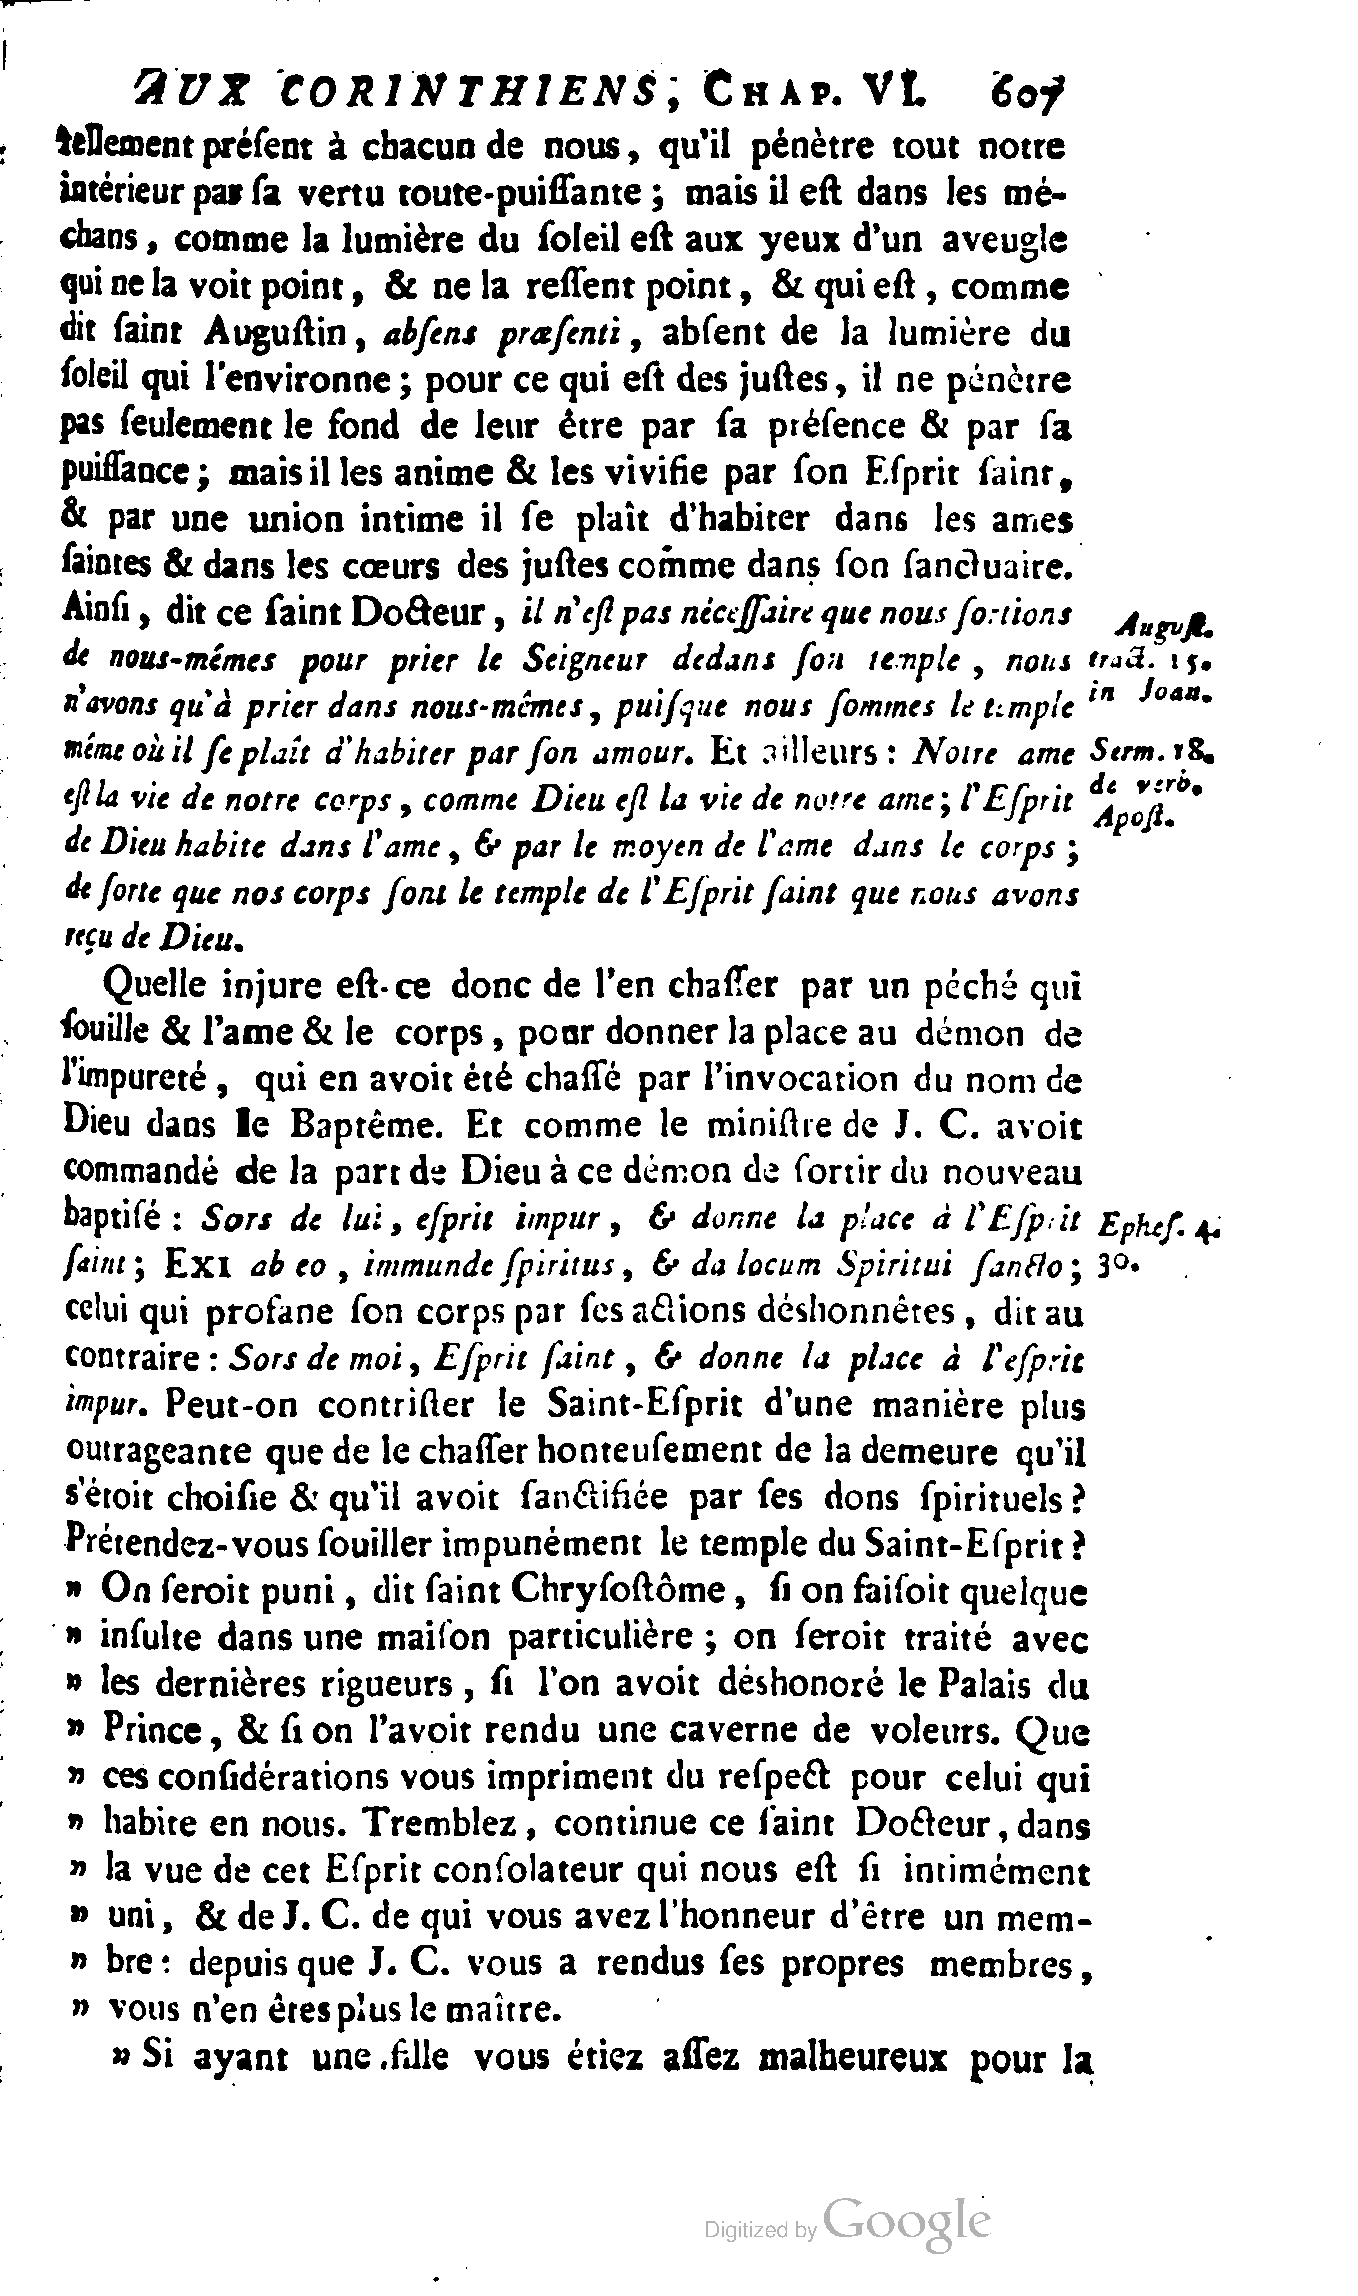 AUX CORINTHIENS, CHAP. VI. 607
tellement préſent à chacun de nous, qu'il pénètre tout notre
intérieur par ſa vertu toute-puiſſante ; mais il eſt dans les mé-
chans, comme la lumière du ſoleil eſt aux yeux d'un aveugle
qui ne la voit point, & ne la reſſent point, & qui eſt, comme
dit ſaint Auguſtin, abſens præſenti, abſent de la lumière du
ſoleil qui l'environne ; pour ce qui eſt des juſtes, il ne pénètre
pas ſeulement le fond de leur être par ſa préſence & par ſa
puiſſance ; mais il les anime & les vivifie par ſon Eſprit ſaint,
& par une union intime il ſe plaît d'habiter dans les ames
ſaintes & dans les cœurs des juſtes comme dans ſon ſanctuaire.
Ainſi, dit ce ſaint Docteur, il n'eſt pas néceſſaire que nous ſortions
de nous-mêmes pour prier le Seigneur dedans ſon temple, nous
n'avons qu'à prier dans nous-mêmes, puiſque nous ſommes le temple
même où il ſe plaît d'habiter par ſon amour. Et ailleurs : Notre ame
eſt la vie de notre corps, comme Dieu eſt la vie de notre ame ; l'Eſprit
de Dieu habite dans l'ame, & par le moyen de l'ame dans le corps ;
de ſorte que nos corps ſont le temple de l'Eſprit ſaint que nous avons
reçu de Dieu.
Auguſt.
tract. 15.
in Joan.
Serm. 18.
de verb.
Apoſt.
Quelle injure eſt-ce donc de l'en chaſſer par un péché qui
ſouille & l'ame & le corps, pour donner la place au démon de
l'impureté, qui en avoit été chaſſé par l'invocation du nom de
Dieu dans le Baptême. Et comme le miniſtre de J. C. avoit
commandé de la part de Dieu à ce démon de ſortir du nouveau
baptiſé : Sors de lui, eſprit impur, & donne la place à l'Eſprit
ſaint ; EXI ab eo, immunde ſpiritus, & da locum Spiritui ſancto ;
celui qui profane ſon corps par ſes actions déshonnêtes, dit au
contraire : Sors de moi, Eſprit ſaint, & donne la place à l'eſprit
impur. Peut-on contriſter le Saint-Eſprit d'une manière plus
outrageante que de le chaſſer honteuſement de la demeure qu'il
s'étoit choiſie & qu'il avoit ſanctifiée par ſes dons ſpirituels ?
Prétendez-vous ſouiller impunément le temple du Saint-Eſprit ?
Epheſ. 4.
30.
» On ſeroit puni, dit ſaint Chryſoſtôme, ſi on faiſoit quelque
» inſulte dans une maiſon particulière ; on ſeroit traité avec
» les dernières rigueurs, ſi l'on avoit déshonoré le Palais du
» Prince, & ſi on l'avoit rendu une caverne de voleurs. Que
» ces conſidérations vous impriment du reſpect pour celui qui
» habite en nous. Tremblez, continue ce ſaint Docteur, dans
» la vue de cet Eſprit conſolateur qui nous eſt ſi intimément
» uni, & de J. C. de qui vous avez l'honneur d'être un mem-
» bre : depuis que J. C. vous a rendus ſes propres membres,
» vous n'en êtes plus le maître.
» Si ayant une fille vous étiez aſſez malheureux pour la
Digitized by Google